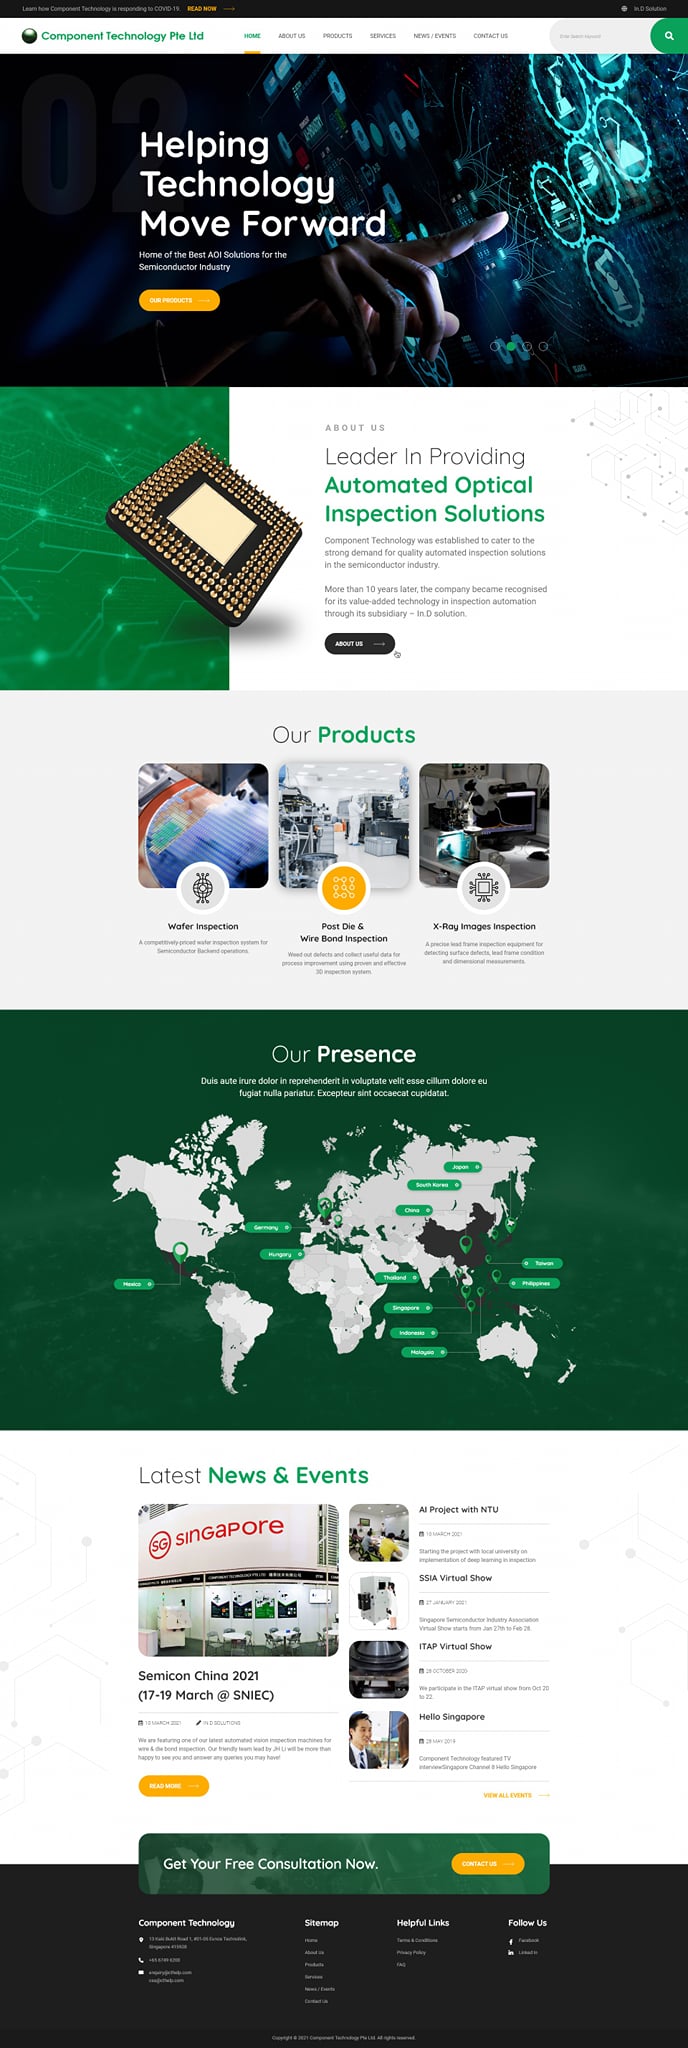 Learn how Component Technology is responding to COVID-19. READ NOW
In.D Solution
Component Technology Pte Ltd
HOME ABOUT US PRODUCTS SERVICES NEWS / EVENTS CONTACT US
Enter Search Keyword
02
Helping
Technology
Move Forward
Home of the Best AOI Solutions for the
Semiconductor Industry
OUR PRODUCTS
ABOUT US
Leader In Providing
Automated Optical
Inspection Solutions
Component Technology was established to cater to the
strong demand for quality automated inspection solutions
in the semiconductor industry.
More than 10 years later, the company became recognised
for its value-added technology in inspection automation
through its subsidiary – In.D solution.
ABOUT US
Our Products
Wafer Inspection
A competitively-priced wafer inspection system for
Semiconductor Backend operations.
Post Die &
Wire Bond Inspection
Weed out defects and collect useful data for
process improvement using proven and effective
3D inspection system.
X-Ray Images Inspection
A precise lead frame inspection equipment for
detecting surface defects, lead frame condition
and dimensional measurements.
Our Presence
Duis aute irure dolor in reprehenderit in voluptate velit esse cillum dolore eu
fugiat nulla pariatur. Excepteur sint occaecat cupidatat.
Japan
South Korea
China
Germany
Hungary
Taiwan
Thailand
Mexico
Philippines
Singapore
Indonesia
Malaysia
Latest News & Events
SG SINGAPORE
COMPONENT TECHNOLOGY PTE LTD
Semicon China 2021
(17-19 March @ SNIEC)
10 MARCH 2021 IN.D SOLUTIONS
We are featuring one of our latest automated vision inspection machines for
wire & die bond inspection. Our friendly team lead by JH Li will be more than
happy to see you and answer any queries you may have!
READ MORE
AI Project with NTU
10 MARCH 2021
Starting the project with local university on
implementation of deep learning in inspection
SSIA Virtual Show
27 JANUARY 2021
Singapore Semiconductor Industry Association
Virtual Show starts from Jan 27th to Feb 28.
ITAP Virtual Show
28 OCTOBER 2020
We participate in the ITAP virtual show from Oct 20
to 22.
Hello Singapore
28 MAY 2019
Component Technology featured TV
interviewSingapore Channel 8 Hello Singapore
VIEW ALL EVENTS
Get Your Free Consultation Now.
CONTACT US
Component Technology
13 Kaki Bukit Road 1, #01-05 Eunos Technolink,
Singapore 415928
+65 6749 6200
enquiry@cthelp.com
css@cthelp.com
Sitemap
Home
About Us
Products
Services
News / Events
Contact Us
Helpful Links
Terms & Conditions
Privacy Policy
FAQ
Follow Us
Facebook
Linked In
Copyright © 2021 Component Technology Pte Ltd. All rights reserved.